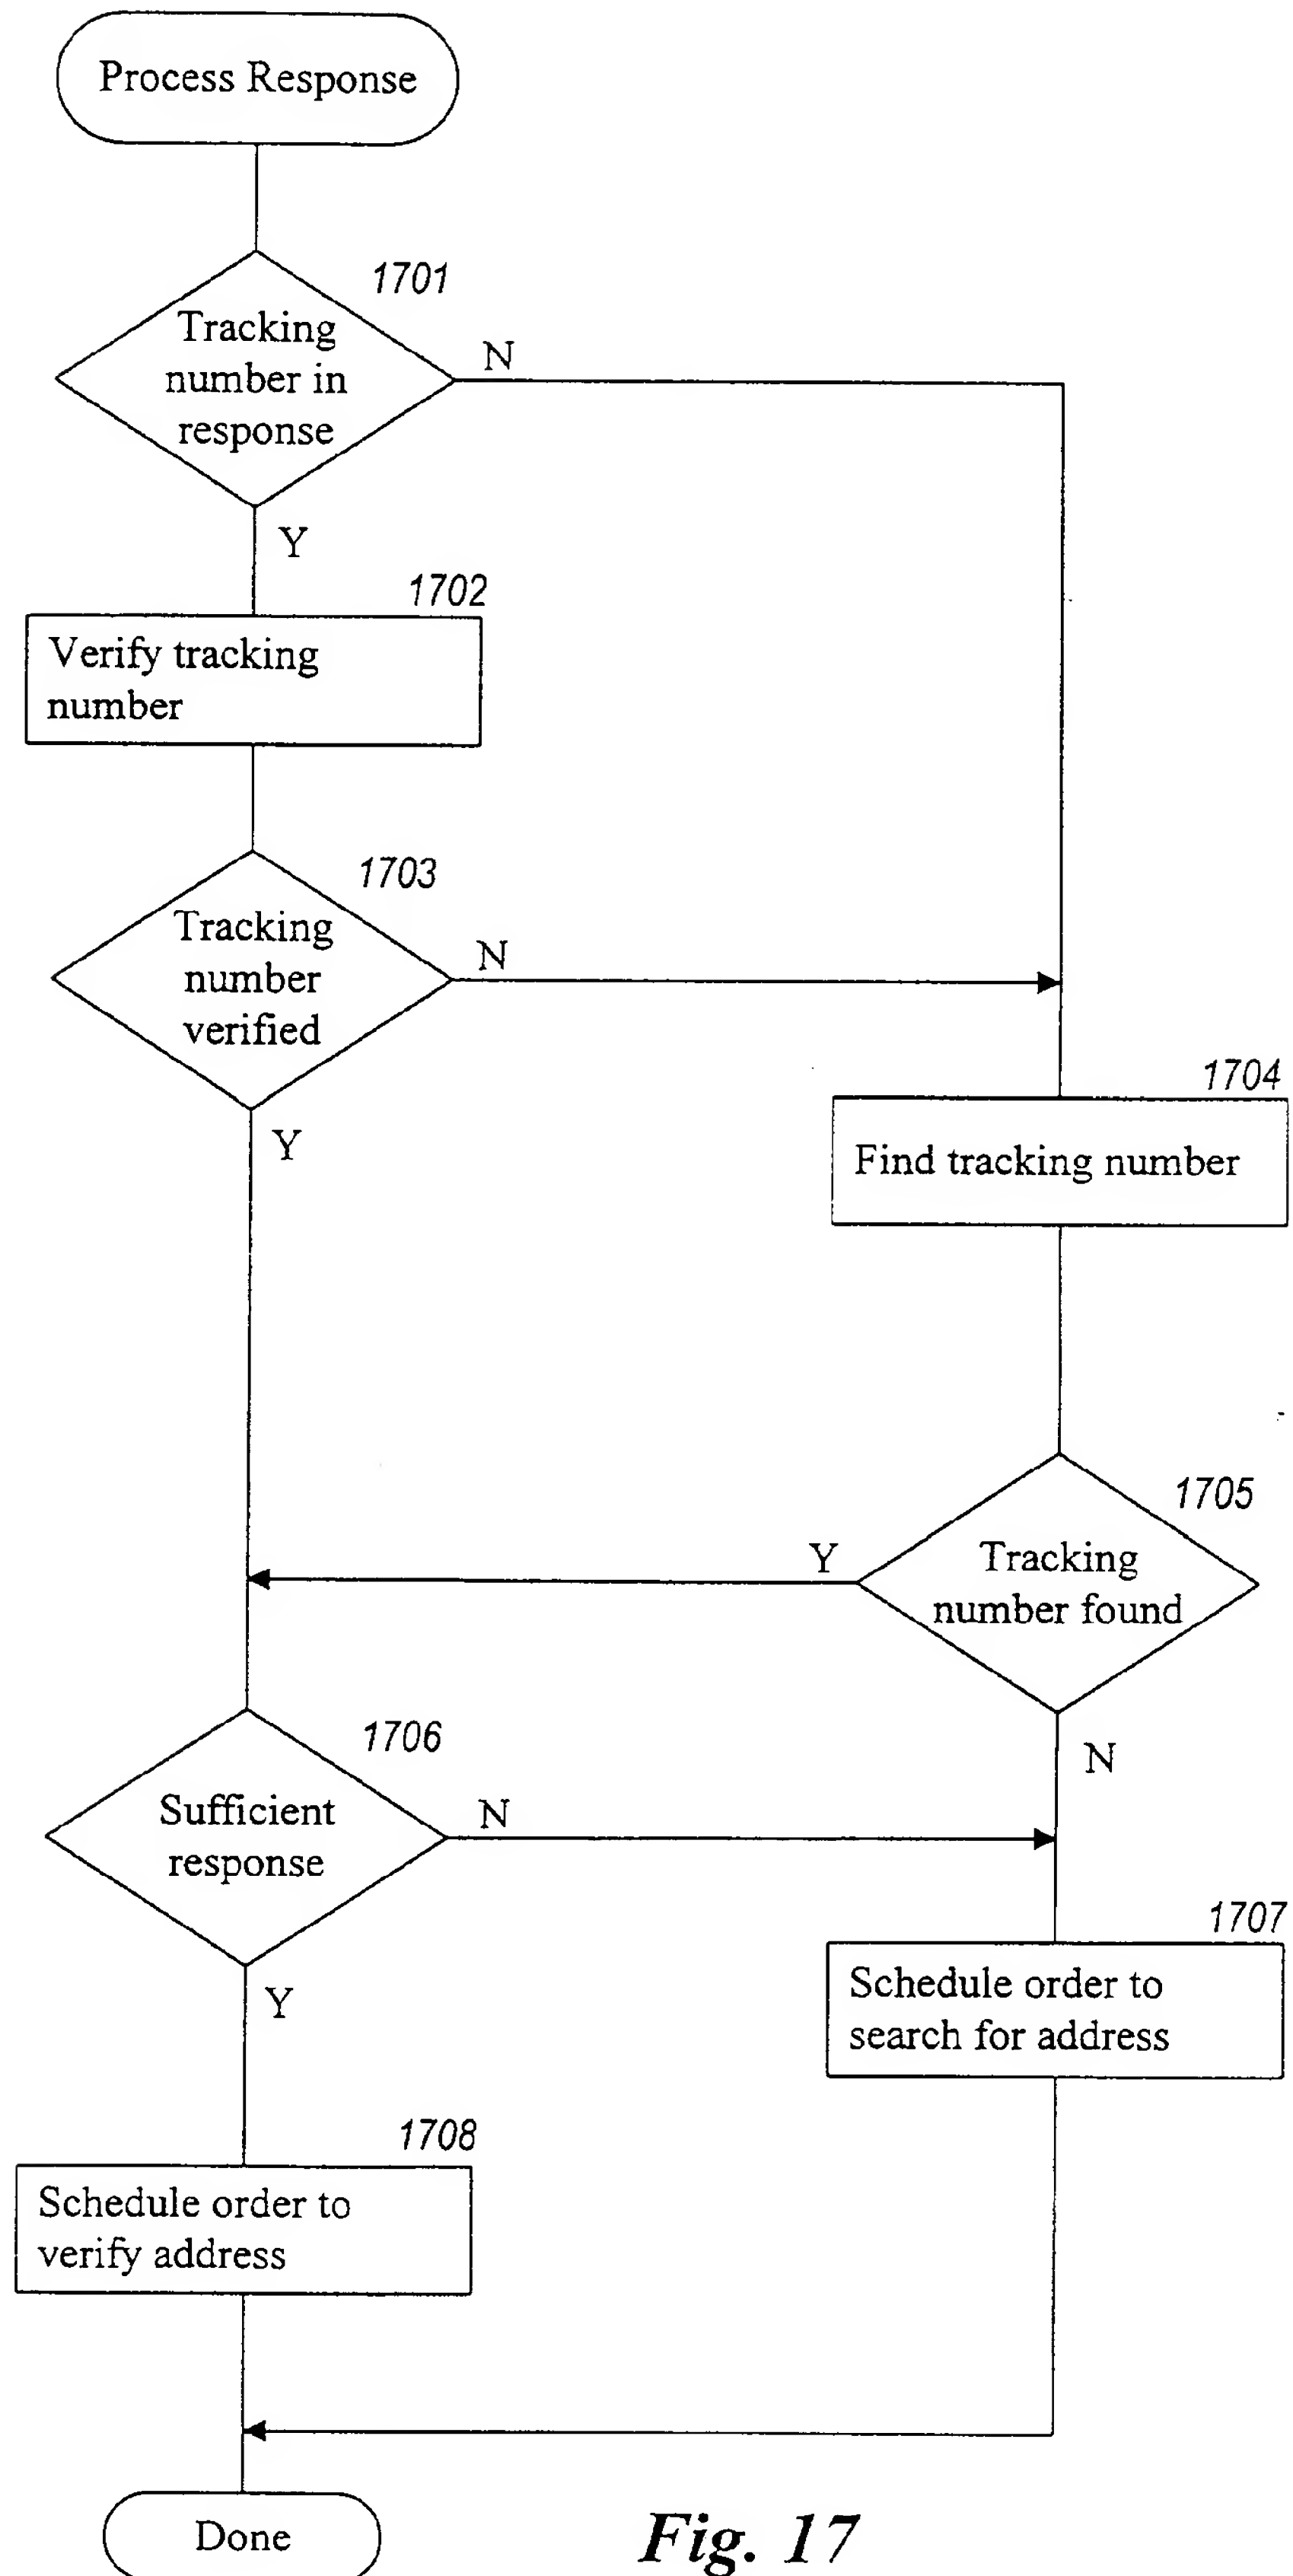 Process Response
1701
Tracking
number in
response
N
Y
1702
Verify tracking
number
1703
Tracking
number
verified
N
Y
1704
Find tracking number
1705
Tracking
number found
Y
N
1706
Sufficient
response
N
Y
1707
Schedule order to
search for address
1708
Schedule order to
verify address
Done
Fig. 17